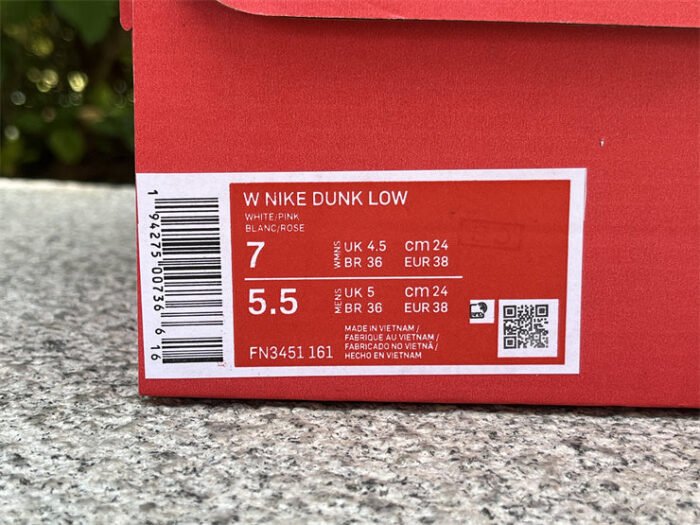 W NIKE DUNK LOW
WHITE/PINK
BLANC/ROSE
7 WMNS UK 4.5 cm 24
BR 36 EUR 38
5.5 MENS UK 5 cm 24
BR 36 EUR 38
MADE IN VIETNAM /
FABRIQUE AU VIETNAM /
FABRICADO NO VIETNÃ /
HECHO EN VIETNAM
FN3451 161
1 94275 00736 6 16